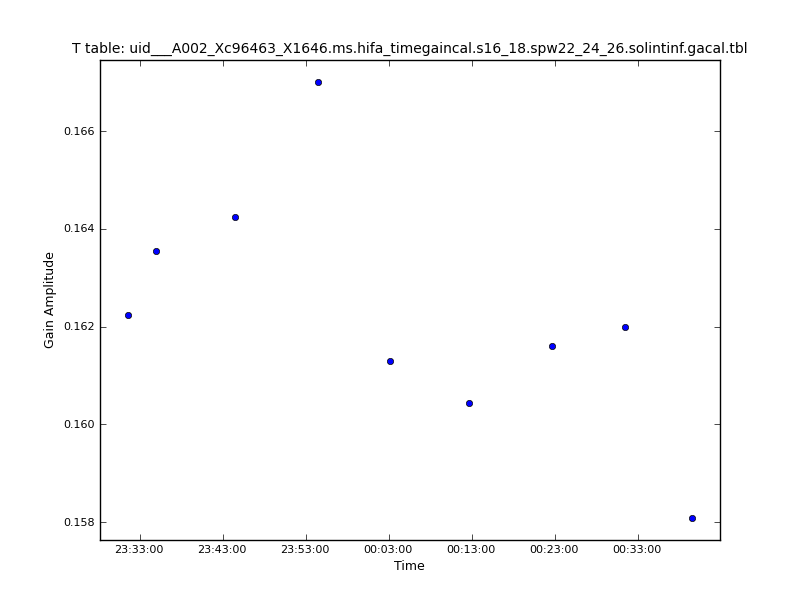 T table: uid___A002_Xc96463_X1646.ms.hifa_timegaincal.s16_18.spw22_24_26.solintinf.gacal.tbl
0.166
0.164
0.162
0.160
0.158
Gain Amplitude
23:33:00 23:43:00 23:53:00 00:03:00 00:13:00 00:23:00 00:33:00
Time